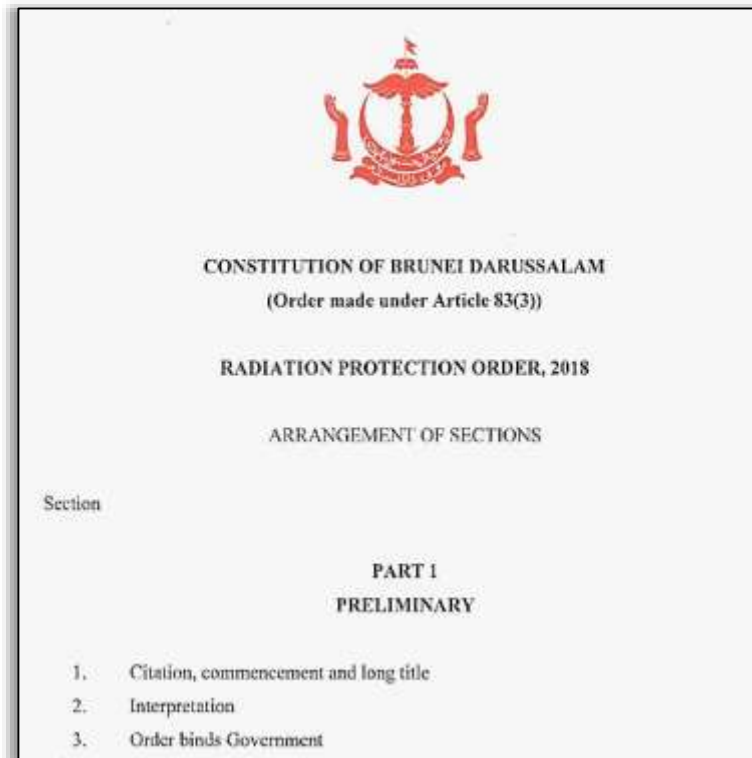 CONSTITUTION OF BRUNEI DARUSSALAM
(Order made under Article 83(3))
RADIATION PROTECTION ORDER, 2018
ARRANGEMENT OF SECTIONS
Section
PART 1
PRELIMINARY
1. Citation, commencement and long title
2. Interpretation
3. Order binds Government